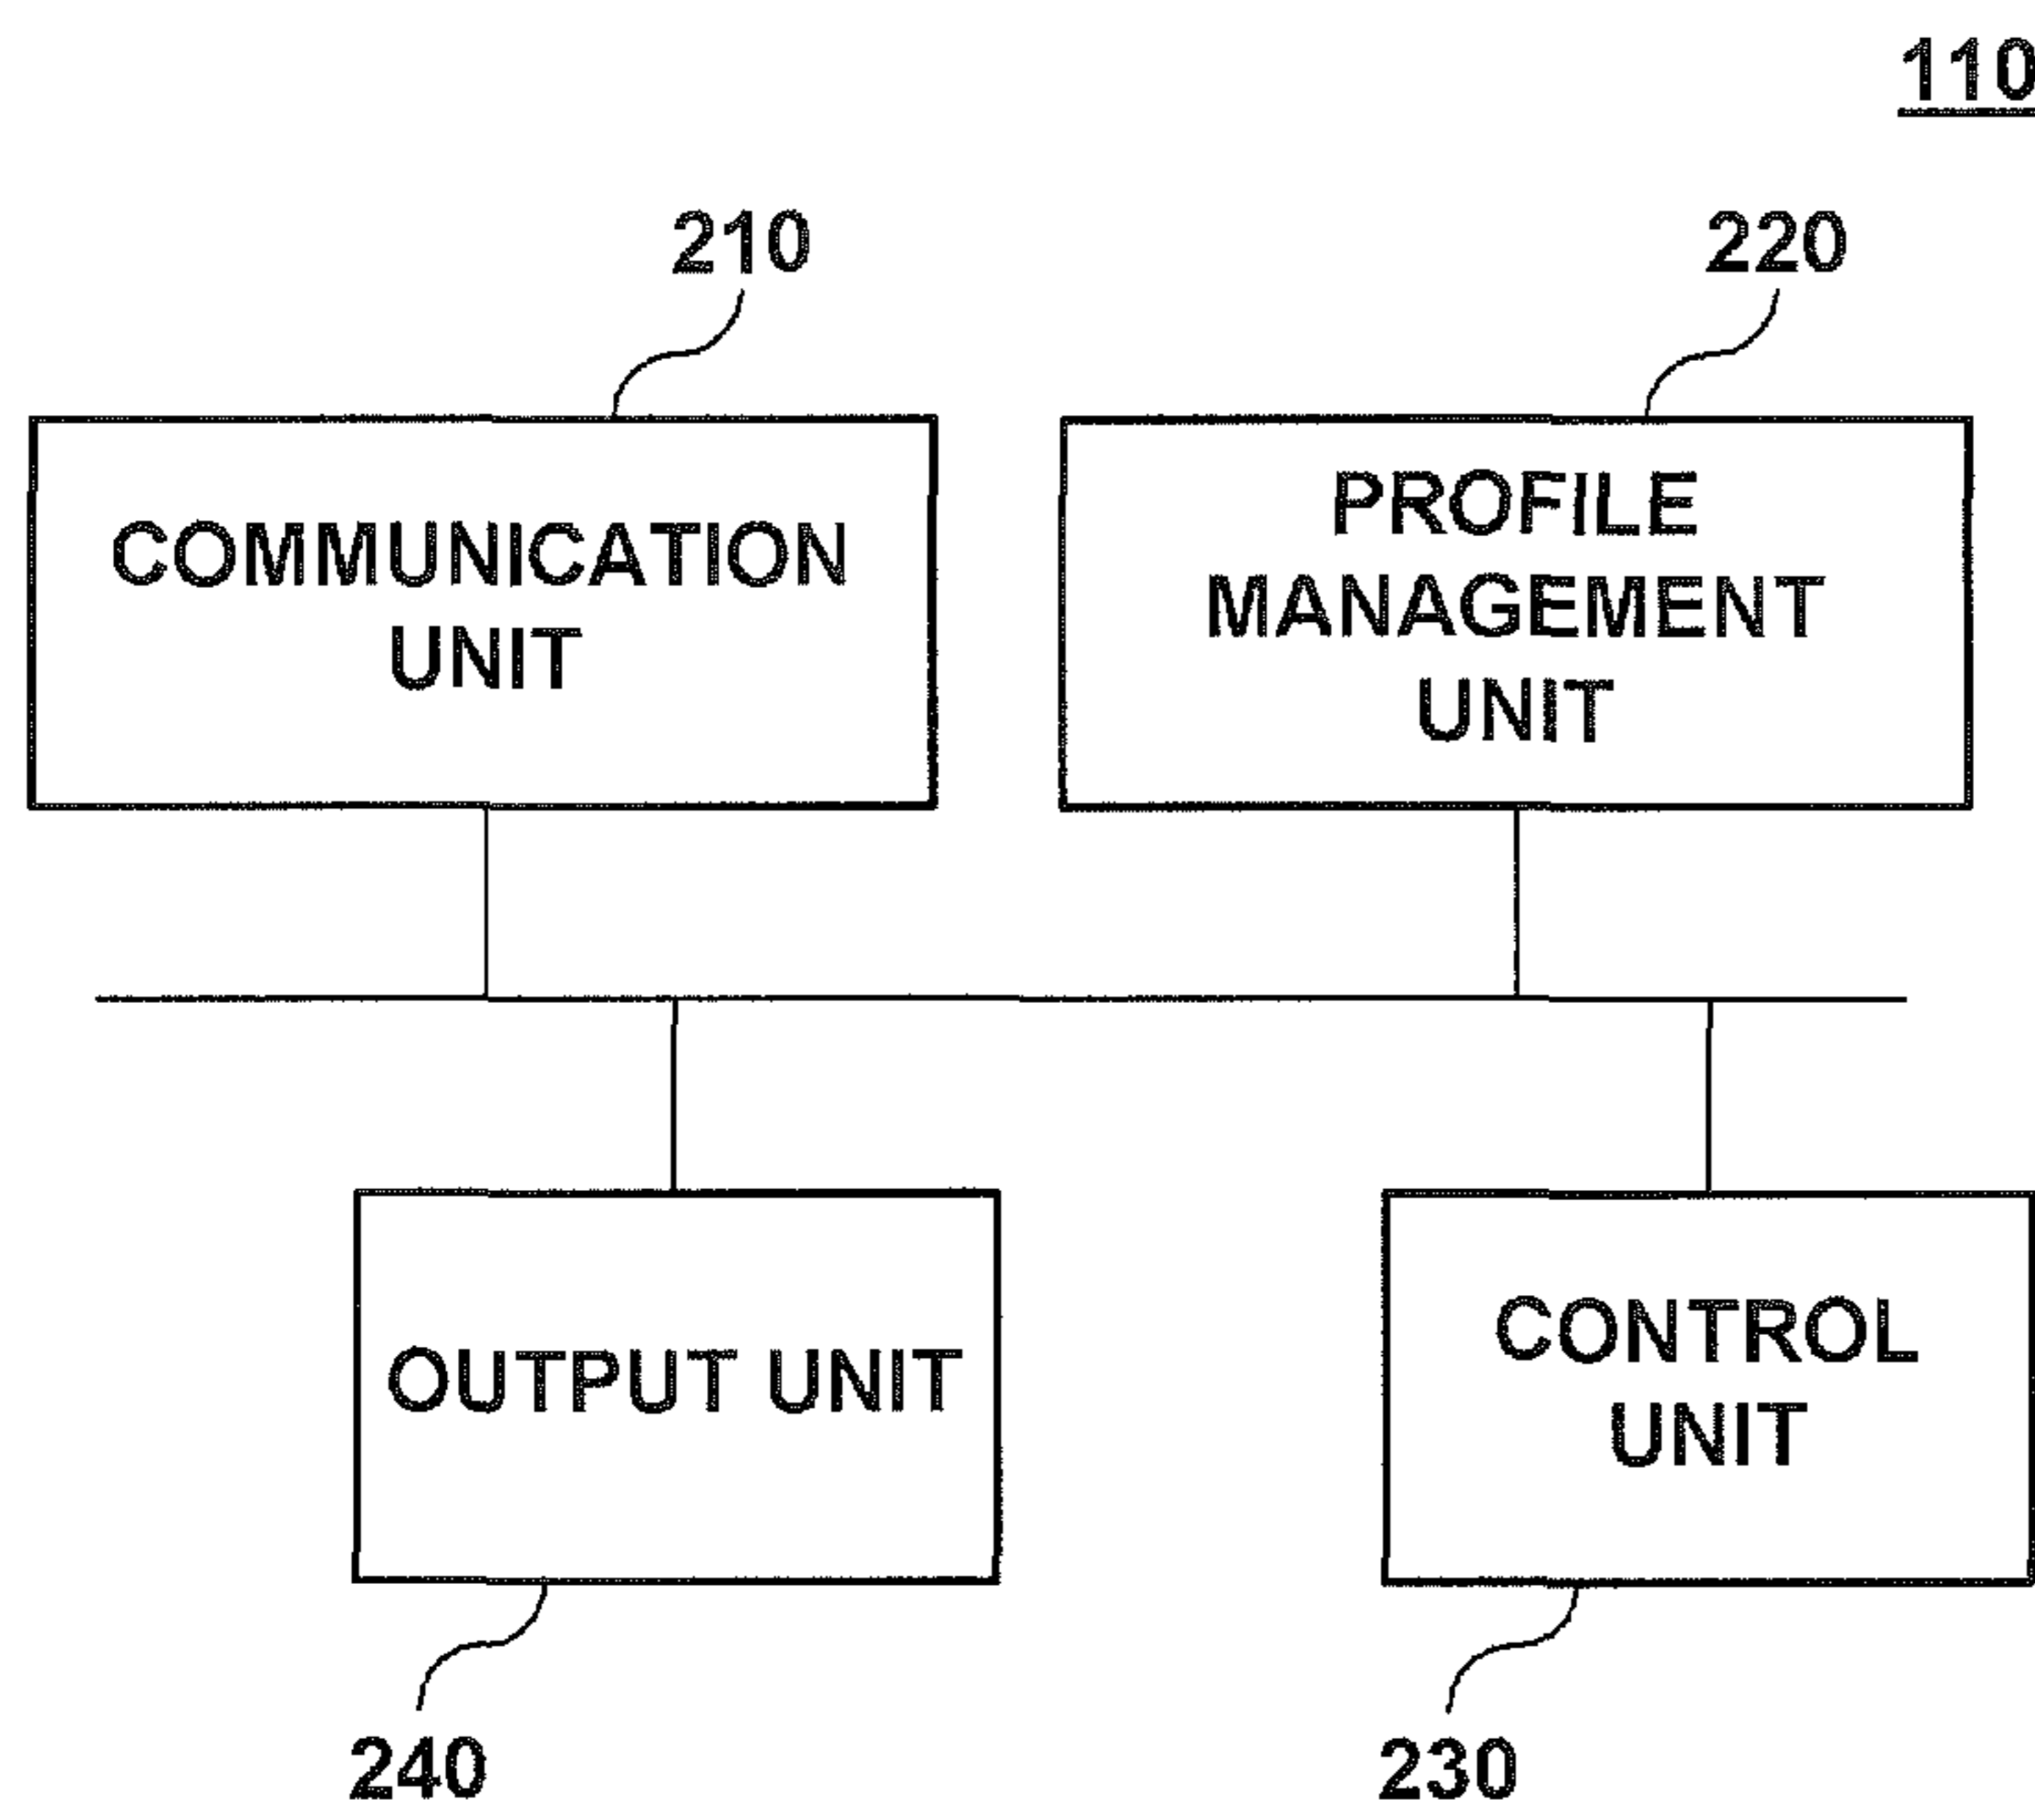 110
210
220
COMMUNICATION
UNIT
PROFILE
MANAGEMENT
UNIT
OUTPUT UNIT
CONTROL
UNIT
240
230